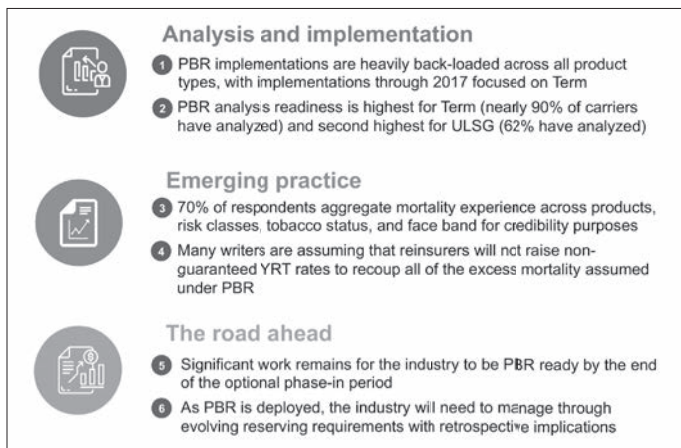 Analysis and implementation
1 PBR implementations are heavily back-loaded across all product
types, with implementations through 2017 focused on Term
2 PBR analysis readiness is highest for Term (nearly 90% of carriers
have analyzed) and second highest for ULSG (62% have analyzed)
Emerging practice
3 70% of respondents aggregate mortality experience across products,
risk classes, tobacco status, and face band for credibility purposes
4 Many writers are assuming that reinsurers will not raise non-
guaranteed YRT rates to recoup all of the excess mortality assumed
under PBR
The road ahead
5 Significant work remains for the industry to be PBR ready by the end
of the optional phase-in period
6 As PBR is deployed, the industry will need to manage through
evolving reserving requirements with retrospective implications